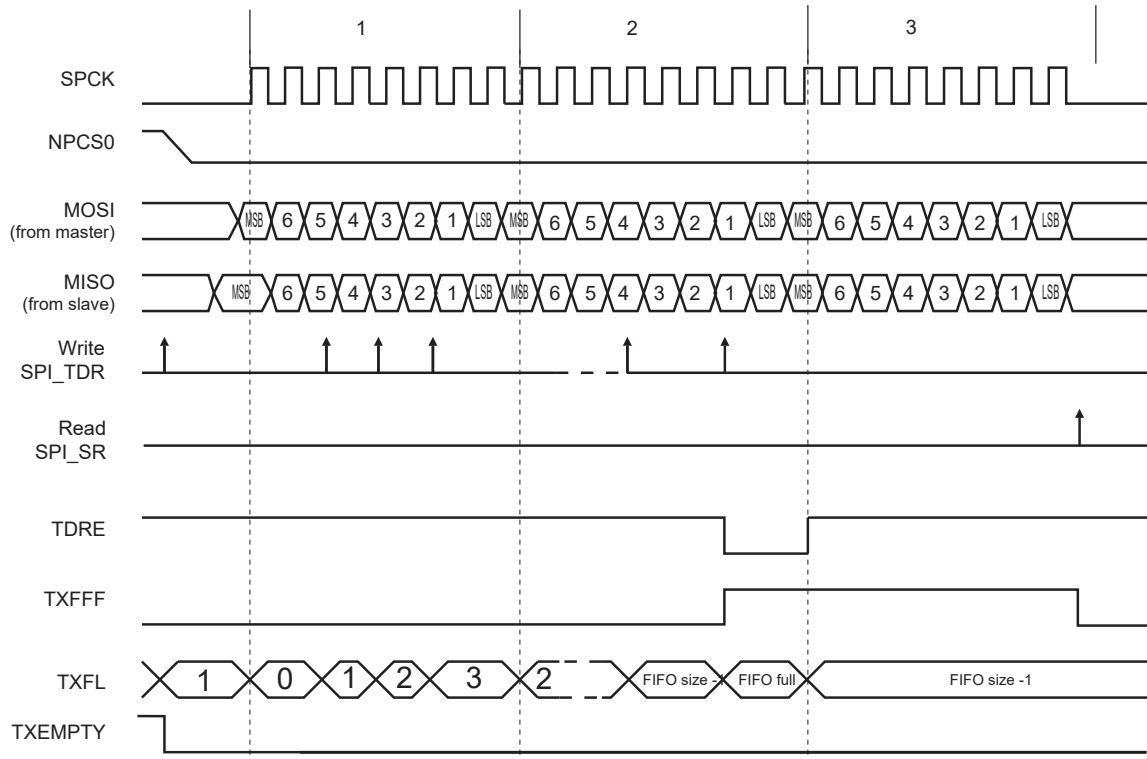 1 2 3
SPCK
NPCS0
MOSI
(from master)
MSB 6 5 4 3 2 1 LSB MSB 6 5 4 3 2 1 LSB MSB 6 5 4 3 2 1 LSB
MISO
(from slave)
MSB 6 5 4 3 2 1 LSB MSB 6 5 4 3 2 1 LSB MSB 6 5 4 3 2 1 LSB
Write
SPI_TDR
Read
SPI_SR
TDRE
TXFFF
TXFL
1 0 1 2 3 2 FIFO size -1 FIFO full FIFO size -1
TXEMPTY